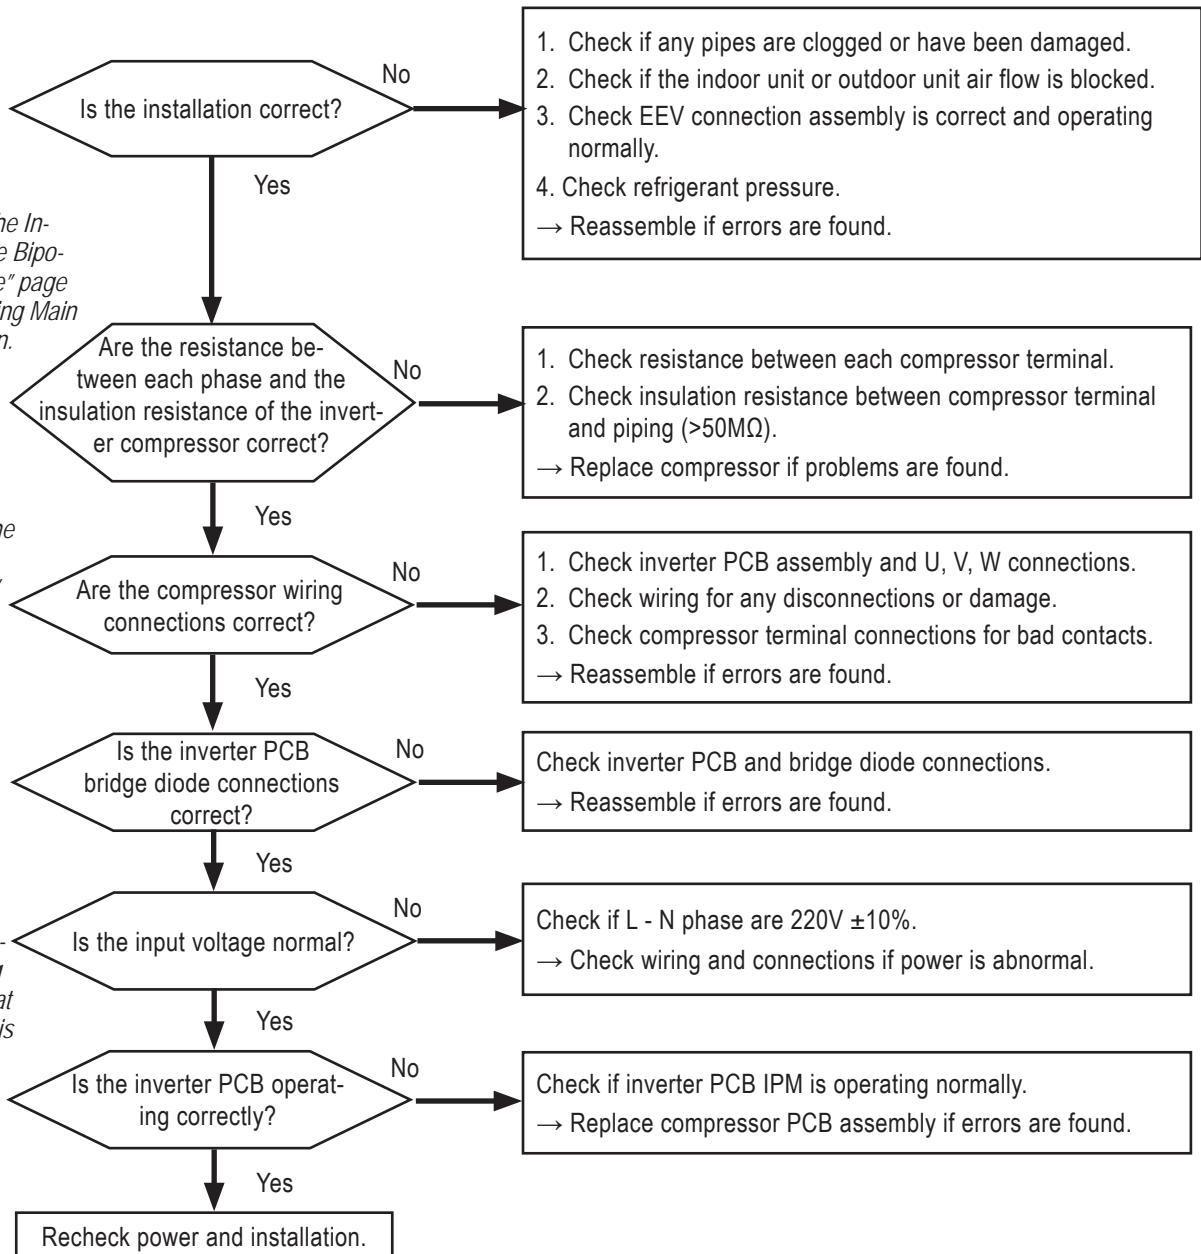 Is the installation correct?
No
Yes
1. Check if any pipes are clogged or have been damaged.
2. Check if the indoor unit or outdoor unit air flow is blocked.
3. Check EEV connection assembly is correct and operating
normally.
4. Check refrigerant pressure.
→ Reassemble if errors are found.
he In-
e Bipo-
e" page
ing Main
n.
Are the resistance be-
tween each phase and the
insulation resistance of the invert-
er compressor correct?
No
Yes
1. Check resistance between each compressor terminal.
2. Check insulation resistance between compressor terminal
and piping (>50MΩ).
→ Replace compressor if problems are found.
ne
Are the compressor wiring
connections correct?
No
Yes
1. Check inverter PCB assembly and U, V, W connections.
2. Check wiring for any disconnections or damage.
3. Check compressor terminal connections for bad contacts.
→ Reassemble if errors are found.
Is the inverter PCB
bridge diode connections
correct?
No
Yes
Check inverter PCB and bridge diode connections.
→ Reassemble if errors are found.
Is the input voltage normal?
No
Yes
Check if L - N phase are 220V ±10%.
→ Check wiring and connections if power is abnormal.
at
is
Is the inverter PCB operat-
ing correctly?
No
Yes
Check if inverter PCB IPM is operating normally.
→ Replace compressor PCB assembly if errors are found.
Recheck power and installation.